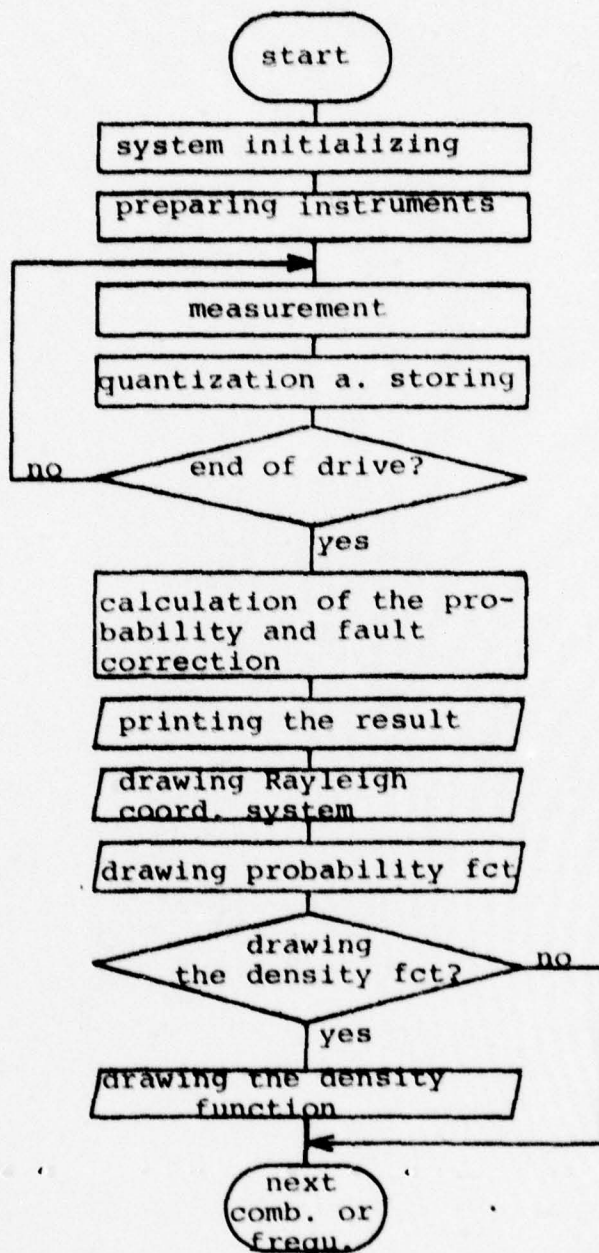 start
system initializing
preparing instruments
measurement
quantization a. storing
end of drive?
no
yes
calculation of the pro-
bability and fault
correction
printing the result
drawing Rayleigh
coord. system
drawing probability fct
drawing
the density fct?
no
yes
drawing the density
function
next
comb. or
frequ.